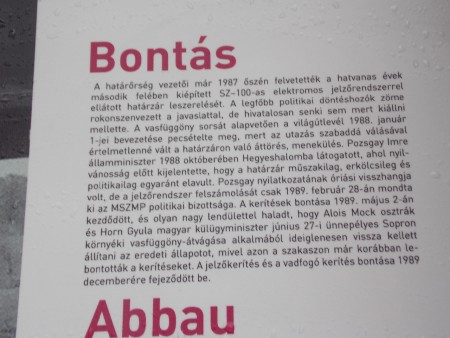 Bontás
A határőrség vezetői már 1987 őszén felvetették a hatvanas évek
második felében kiépített SZ-100-as elektromos jelzőrendszerrel
ellátott határzár leszerelését. A legfőbb politikai döntéshozók zöme
rokonszenvezett a javaslattal, de hivatalosan senki sem mert kiállni
mellette. A vasfüggöny sorsát alapvetően a világútlevél 1988. január
1-jei bevezetése pecsételte meg, mert az utazás szabaddá válásával
értelmetlenné vált a határzáron való áttörés, menekülés. Pozsgay Imre
államminiszter 1988 októberében Hegyeshalomba látogatott, ahol nyil-
vánosság előtt kijelentette, hogy a határzár műszakilag, erkölcsileg és
politikailag egyaránt elavult. Pozsgay nyilatkozatának óriási visszhangja
volt, de a jelzőrendszer felszámolását csak 1989. február 28-án mondta
ki az MSZMP politikai bizottsága. A kerítések bontása 1989. május 2-án
kezdődött, és olyan nagy lendülettel haladt, hogy Alois Mock osztrák
és Horn Gyula magyar külügyminiszter június 27-i ünnepélyes Sopron
környéki vasfüggöny-átvágása alkalmából ideiglenesen vissza kellett
állítani az eredeti állapotot, mivel azon a szakaszon már korábban le-
bontották a kerítéseket. A jelzőkerítés és a vadfogó kerítés bontása 1989
decemberére fejeződött be.
Abbau